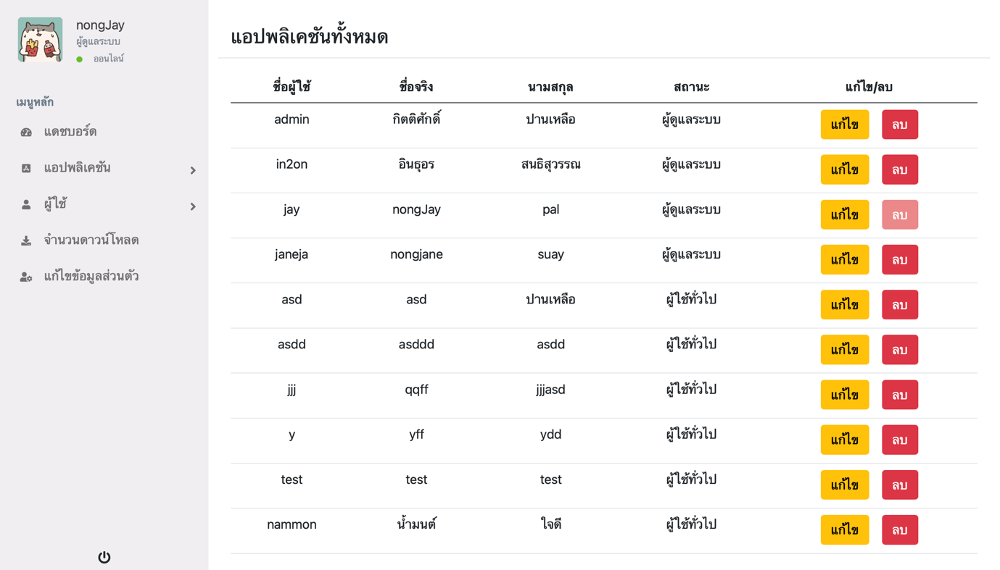 nongJay
ผู้ดูแลระบบ
ออนไลน์
เมนูหลัก
แดชบอร์ด
แอปพลิเคชัน
ผู้ใช้
จำนวนดาวน์โหลด
แก้ไขข้อมูลส่วนตัว
แอปพลิเคชันทั้งหมด
ชื่อผู้ใช้ ชื่อจริง นามสกุล สถานะ แก้ไข/ลบ
admin กิตติศักดิ์ ปานเหลือ ผู้ดูแลระบบ แก้ไข ลบ
in2on อินธุอร สนธิสุวรรณ ผู้ดูแลระบบ แก้ไข ลบ
jay nongJay pal ผู้ดูแลระบบ แก้ไข ลบ
janeja nongjane suay ผู้ดูแลระบบ แก้ไข ลบ
asd asd ปานเหลือ ผู้ใช้ทั่วไป แก้ไข ลบ
asdd asddd asdd ผู้ใช้ทั่วไป แก้ไข ลบ
jjj qqff jjjasd ผู้ใช้ทั่วไป แก้ไข ลบ
y yff ydd ผู้ใช้ทั่วไป แก้ไข ลบ
test test test ผู้ใช้ทั่วไป แก้ไข ลบ
nammon น้ำมนต์ ใจดี ผู้ใช้ทั่วไป แก้ไข ลบ